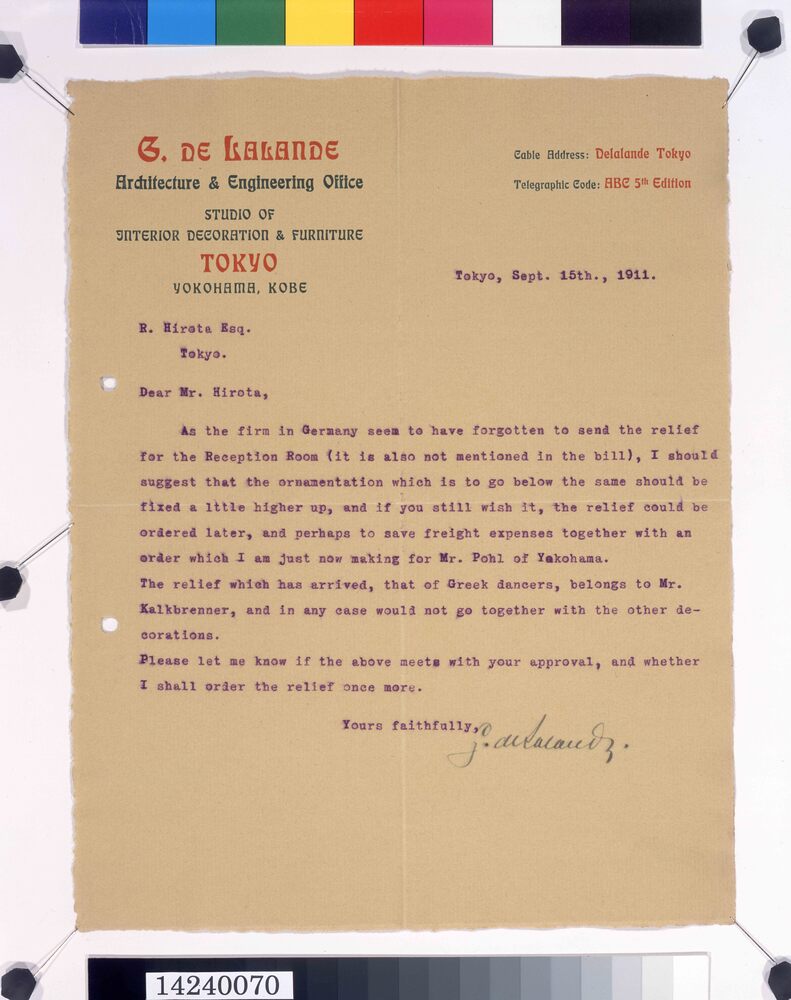 G. DE LALANDE
Architecture & Engineering Office
STUDIO OF
INTERIOR DECORATION & FURNITURE
TOKYO
YOKOHAMA, KOBE
Cable Address: Delalande Tokyo
Telegraphic Code: ABC 5th Edition
Tokyo, Sept. 15th., 1911.
R. Hirota Esq.
Tokyo.
Dear Mr. Hirota,
As the firm in Germany seem to have forgotten to send the relief
for the Reception Room (it is also not mentioned in the bill), I should
suggest that the ornamentation which is to go below the same should be
fixed a lttle higher up, and if you still wish it, the relief could be
ordered later, and perhaps to save freight expenses together with an
order which I am just now making for Mr. Pohl of Yokohama.
The relief which has arrived, that of Greek dancers, belongs to Mr.
Kalkbrenner, and in any case would not go together with the other de-
corations.
Please let me know if the above meets with your approval, and whether
I shall order the relief once more.
Yours faithfully,
G. de Lalande.
14240070